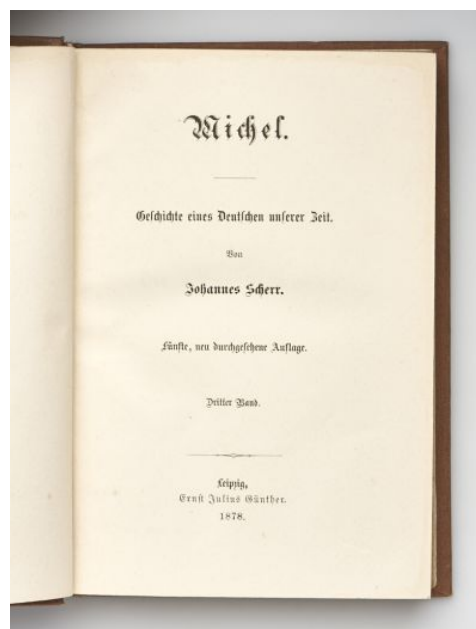 Michel.
Geschichte eines Deutschen unserer Zeit.
Von
Johannes Scherr.
Fünfte, neu durchgesehene Auflage.
Dritter Band.
Leipzig,
Ernst Julius Günther.
1878.